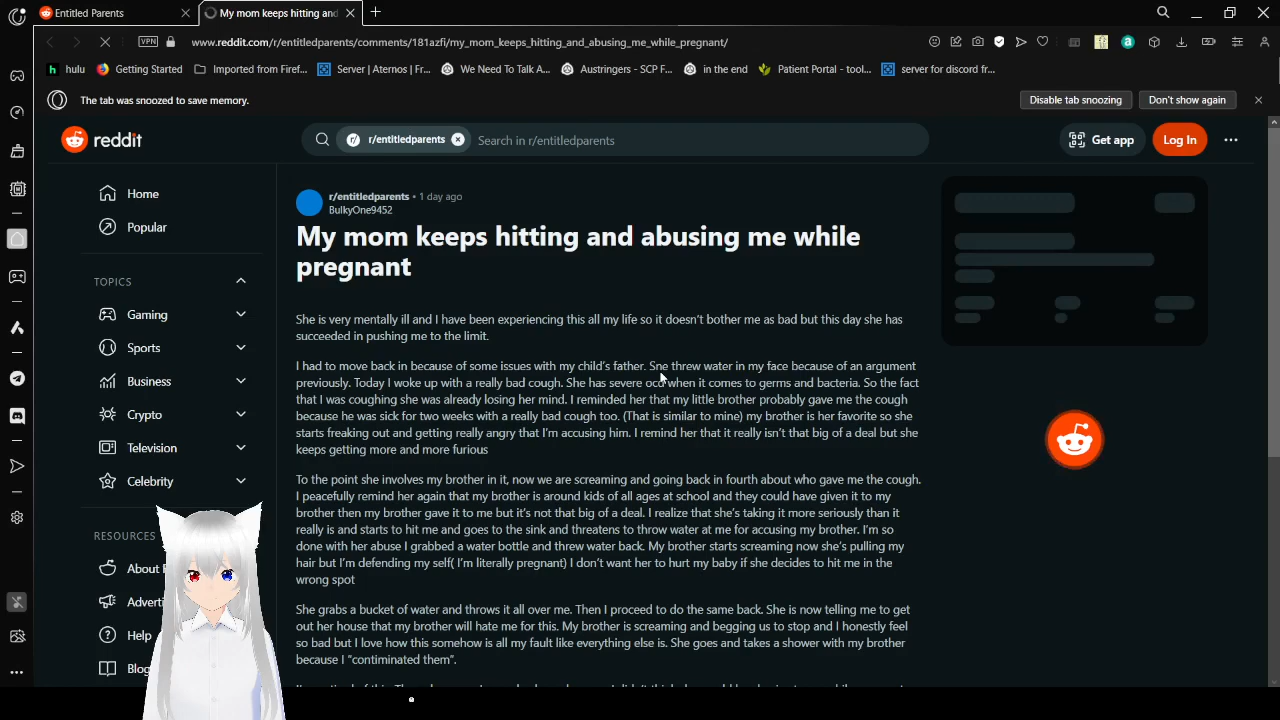 Entitled Parents
My mom keeps hitting and
VPN
www.reddit.com/r/entitledparents/comments/181azfi/my_mom_keeps_hitting_and_abusing_me_while_pregnant/
hulu
Getting Started
Imported from Firef...
Server | Aternos | Fr...
We Need To Talk A...
Austringers - SCP F...
in the end
Patient Portal - tool...
server for discord fr...
The tab was snoozed to save memory.
Disable tab snoozing
Don't show again
reddit
r/entitledparents
Search in r/entitledparents
Get app
Log In
Home
Popular
TOPICS
Gaming
Sports
Business
Crypto
Television
Celebrity
RESOURCES
About
Adverti
Help
Blog
r/entitledparents • 1 day ago
BulkyOne9452
My mom keeps hitting and abusing me while
pregnant
She is very mentally ill and I have been experiencing this all my life so it doesn't bother me as bad but this day she has
succeeded in pushing me to the limit.
I had to move back in because of some issues with my child's father. She threw water in my face because of an argument
previously. Today I woke up with a really bad cough. She has severe ocd when it comes to germs and bacteria. So the fact
that I was coughing she was already losing her mind. I reminded her that my little brother probably gave me the cough
because he was sick for two weeks with a really bad cough too. (That is similar to mine) my brother is her favorite so she
starts freaking out and getting really angry that I'm accusing him. I remind her that it really isn't that big of a deal but she
keeps getting more and more furious
To the point she involves my brother in it, now we are screaming and going back in fourth about who gave me the cough.
I peacefully remind her again that my brother is around kids of all ages at school and they could have given it to my
brother then my brother gave it to me but it's not that big of a deal. I realize that she's taking it more seriously than it
really is and starts to hit me and goes to the sink and threatens to throw water at me for accusing my brother. I'm so
done with her abuse I grabbed a water bottle and threw water back. My brother starts screaming now she's pulling my
hair but I'm defending my self( I'm literally pregnant) I don't want her to hurt my baby if she decides to hit me in the
wrong spot
She grabs a bucket of water and throws it all over me. Then I proceed to do the same back. She is now telling me to get
out her house that my brother will hate me for this. My brother is screaming and begging us to stop and I honestly feel
so bad but I love how this somehow is all my fault like everything else is. She goes and takes a shower with my brother
because I "contiminated them".